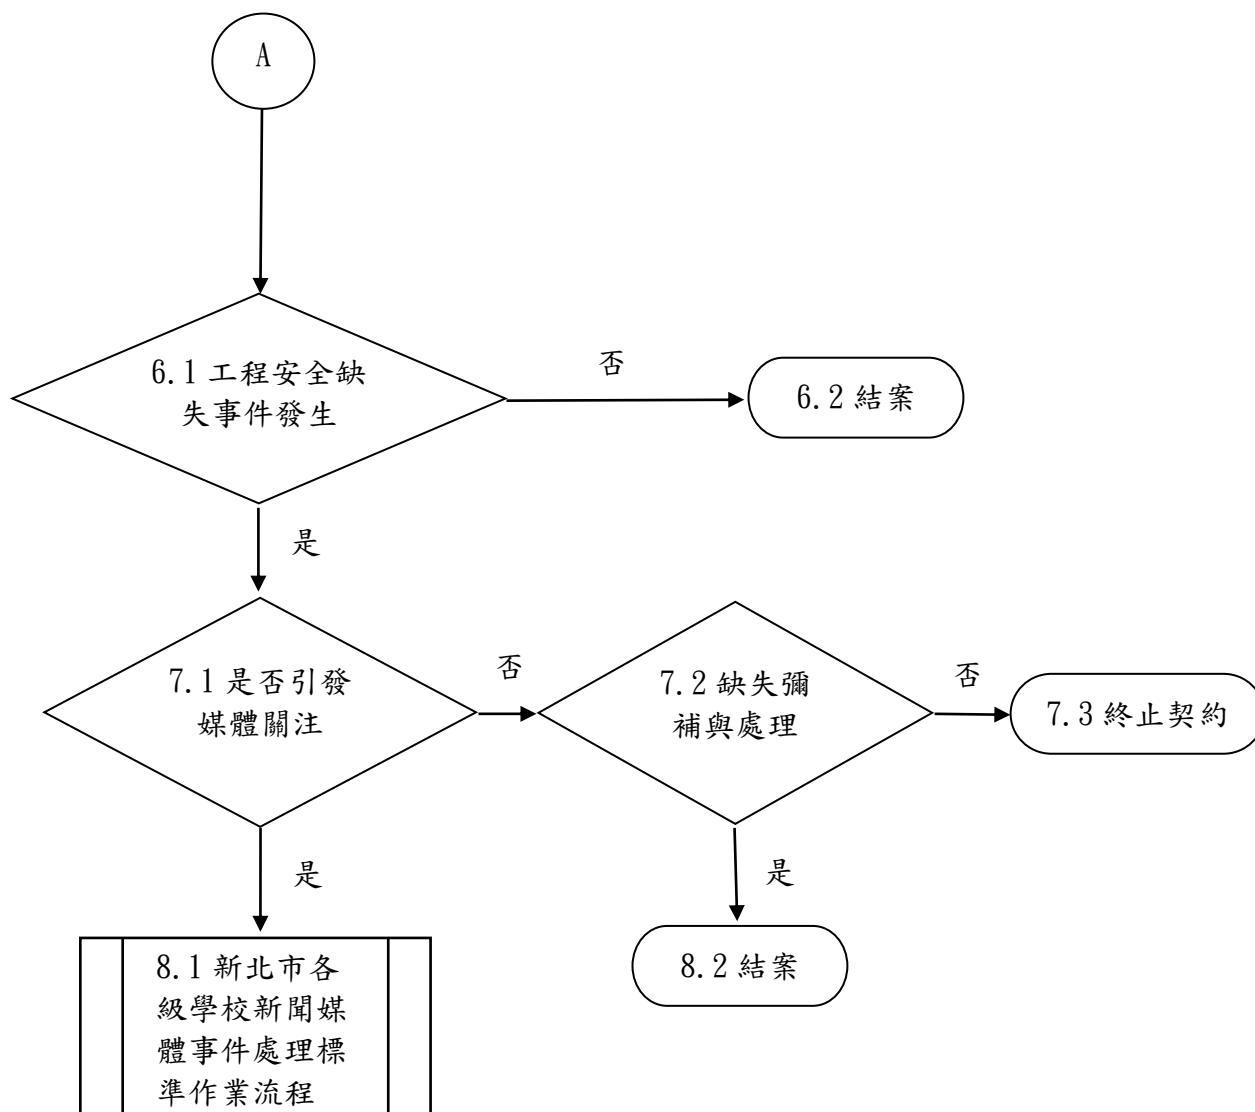 A
6.1 工程安全缺
失事件發生
否
6.2 結案
是
7.1 是否引發
媒體關注
否
7.2 缺失彌
補與處理
否
7.3 終止契約
是
是
8.1 新北市各
級學校新聞媒
體事件處理標
準作業流程
8.2 結案